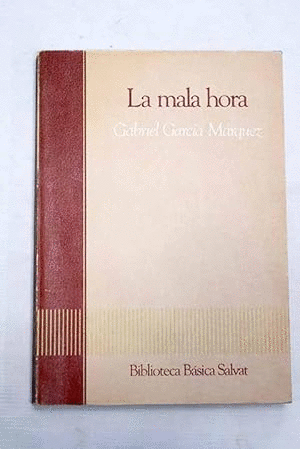 La mala hora
Gabriel García Márquez
Biblioteca Básica Salvat